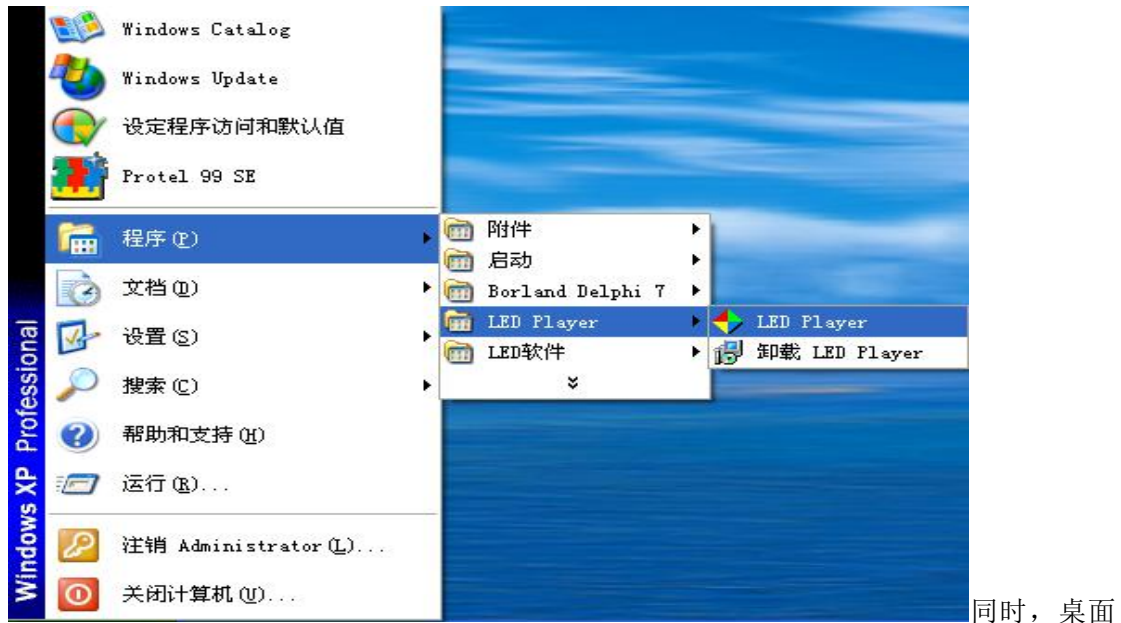 Windows Catalog
Windows Update
设定程序访问和默认值
Protel 99 SE
程序(P)
文档(D)
设置(S)
搜索(C)
帮助和支持(H)
运行(R)...
注销 Administrator(L)...
关闭计算机(U)...
Windows XP Professional
附件
启动
Borland Delphi 7
LED Player
LED软件
LED Player
卸载 LED Player
同时，桌面